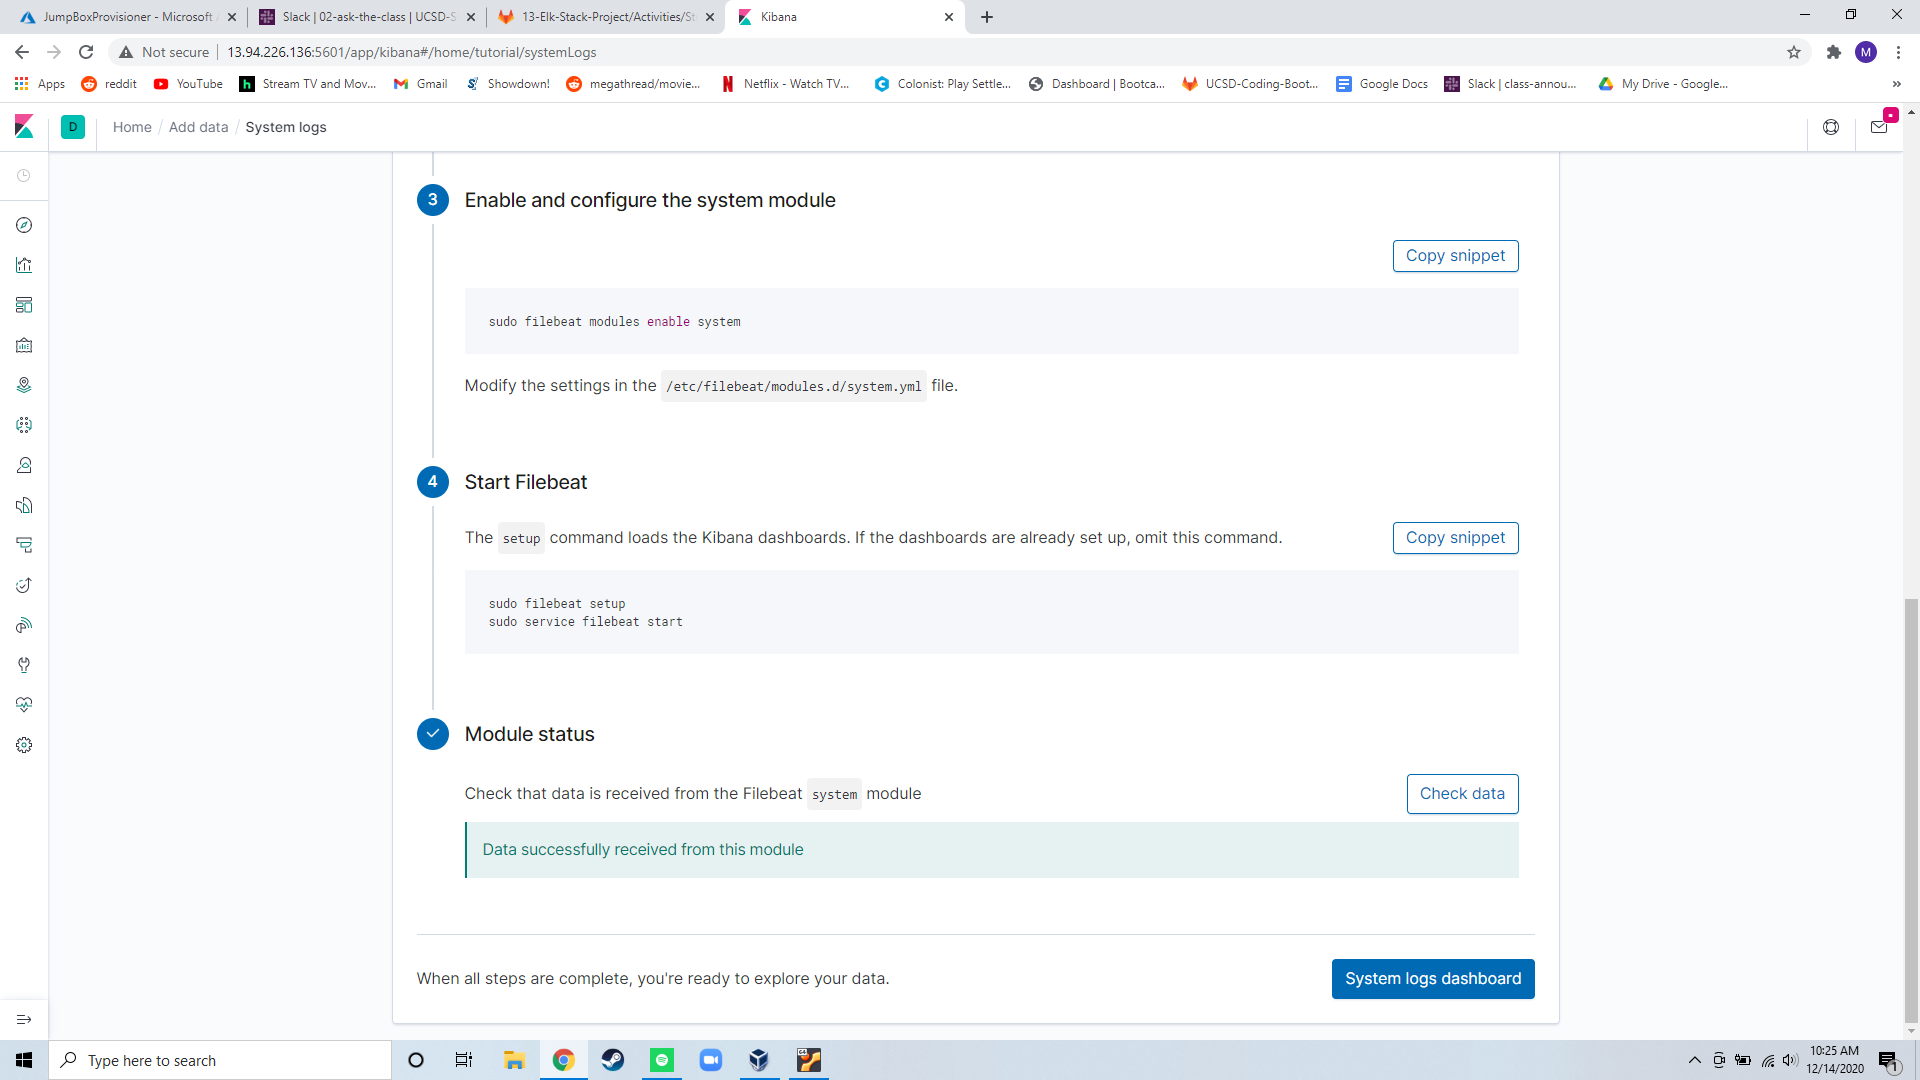 JumpBoxProvisioner - Microsoft
Slack | 02-ask-the-class | UCSD-S
13-Elk-Stack-Project/Activities/St
Kibana
Not secure
13.94.226.136:5601/app/kibana#/home/tutorial/systemLogs
M
Apps
reddit
YouTube
h
Stream TV and Mov...
Gmail
Showdown!
megathread/movie...
Netflix - Watch TV...
Colonist: Play Settle...
Dashboard | Bootca...
UCSD-Coding-Boot...
Google Docs
Slack | class-annou...
My Drive - Google...
»
D
Home / Add data / System logs
3
Enable and configure the system module
Copy snippet
sudo filebeat modules enable system
Modify the settings in the /etc/filebeat/modules.d/system.yml file.
4
Start Filebeat
The setup command loads the Kibana dashboards. If the dashboards are already set up, omit this command.
Copy snippet
sudo filebeat setup
sudo service filebeat start
Module status
Check that data is received from the Filebeat system module
Check data
Data successfully received from this module
When all steps are complete, you're ready to explore your data.
System logs dashboard
Type here to search
10:25 AM
12/14/2020
1